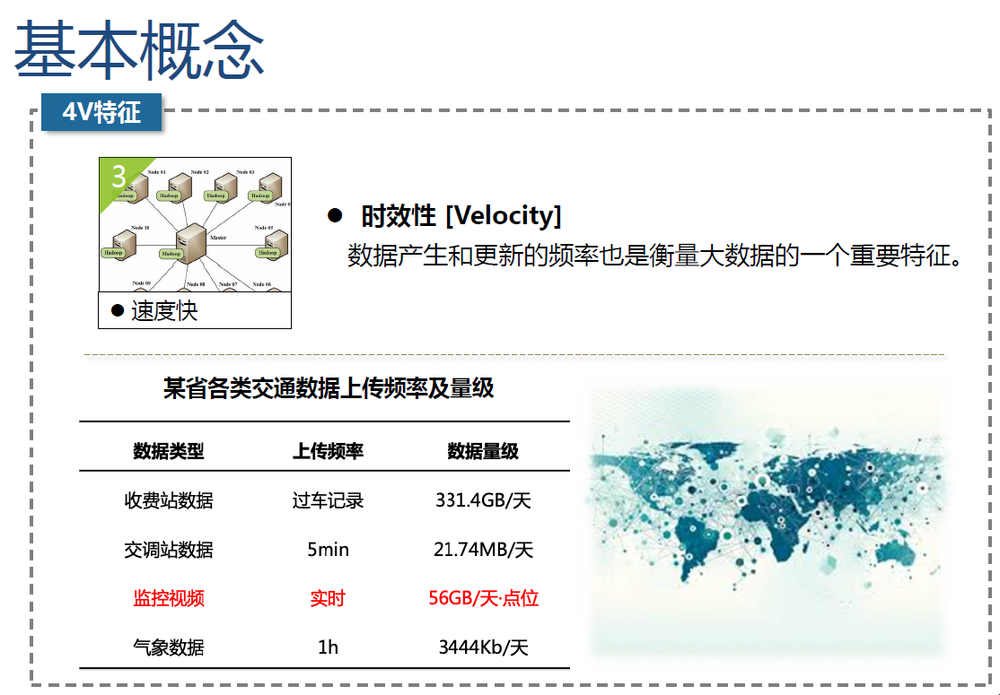 基本概念
4V特征
3
Node 01
Node 02
Node 03
Hadoop
Hadoop
Hadoop
Hadoop
Node 10
Master
Node 05
Hadoop
Hadoop
Hadoop
Node 09
Node 08
Node 07
Node 06
● 速度快
● 时效性 [Velocity]
数据产生和更新的频率也是衡量大数据的一个重要特征。
某省各类交通数据上传频率及量级
数据类型 上传频率 数据量级
收费站数据 过车记录 331.4GB/天
交调站数据 5min 21.74MB/天
监控视频 实时 56GB/天·点位
气象数据 1h 3444Kb/天